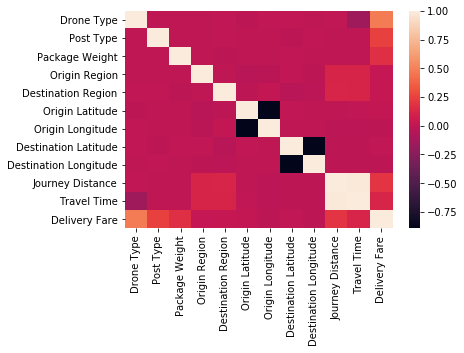 Drone Type
Post Type
Package Weight
Origin Region
Destination Region
Origin Latitude
Origin Longitude
Destination Latitude
Destination Longitude
Journey Distance
Travel Time
Delivery Fare
Drone Type
Post Type
Package Weight
Origin Region
Destination Region
Origin Latitude
Origin Longitude
Destination Latitude
Destination Longitude
Journey Distance
Travel Time
Delivery Fare
1.00
0.75
0.50
0.25
0.00
−0.25
−0.50
−0.75